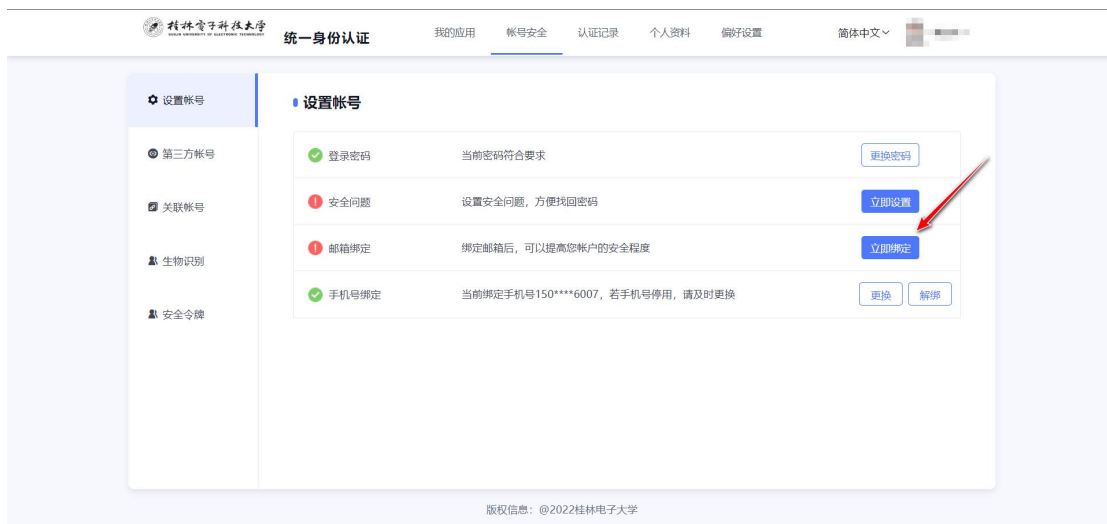 桂林电子科技大学 统一身份认证 我的应用 帐号安全 认证记录 个人资料 偏好设置 简体中文
设置帐号
第三方帐号
关联帐号
生物识别
安全令牌
设置帐号
登录密码 当前密码符合要求 更换密码
安全问题 设置安全问题，方便找回密码 立即设置
邮箱绑定 绑定邮箱后，可以提高您帐户的安全程度 立即绑定
手机号绑定 当前绑定手机号150****6007，若手机号停用，请及时更换 更换 解绑
版权信息：@2022桂林电子大学